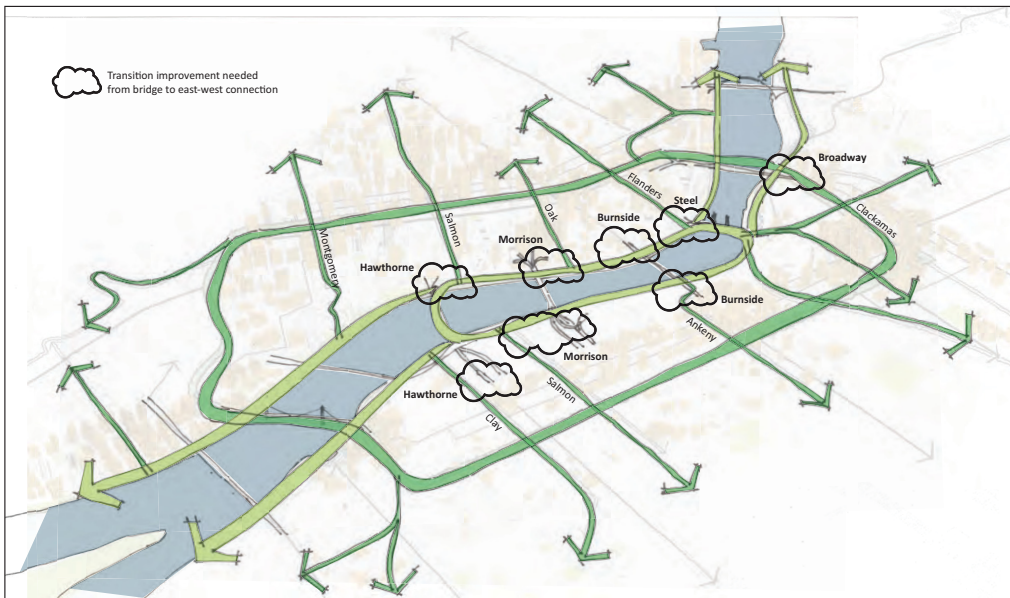 Transition improvement needed
from bridge to east-west connection
Broadway
Flanders
Steel
Clackamas
Salmon
Oak
Burnside
Montgomery
Morrison
Hawthorne
Burnside
Ankeny
Morrison
Salmon
Hawthorne
Clay